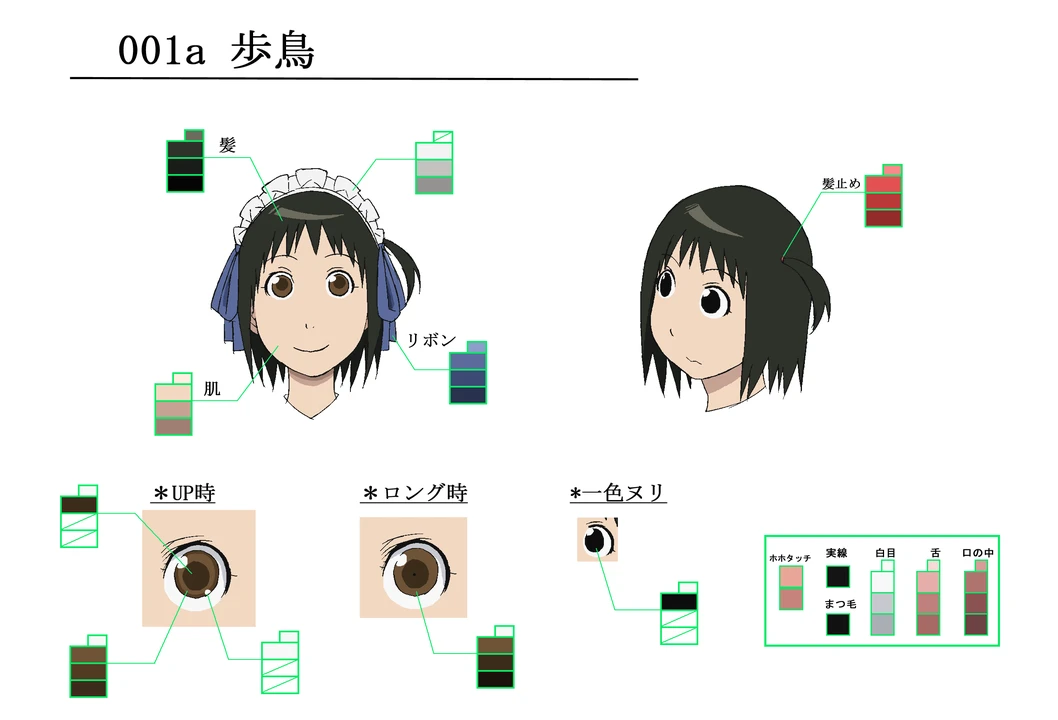 001a 歩鳥
髪
髪止め
リボン
肌
＊UP時
＊ロング時
*一色ヌリ
ホホタッチ
実線
白目
舌
口の中
まつ毛